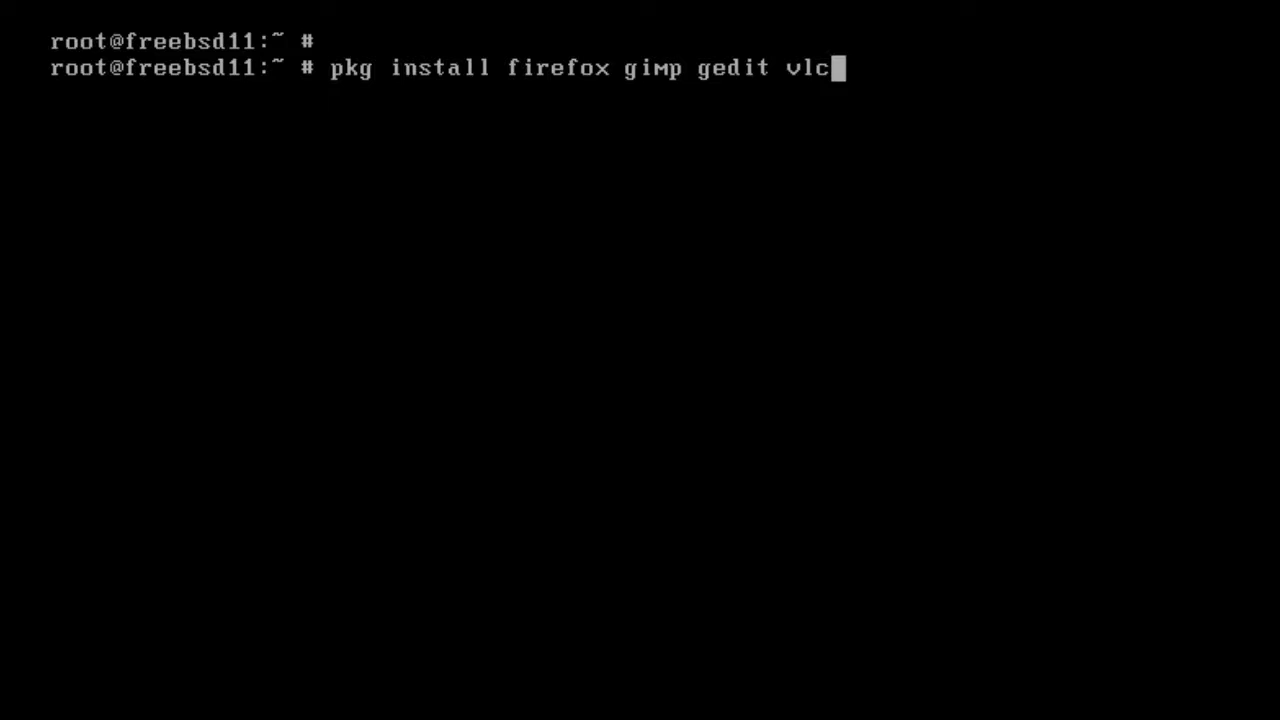 root@freebsd11:~ #
root@freebsd11:~ # pkg install firefox gimp gedit vlc